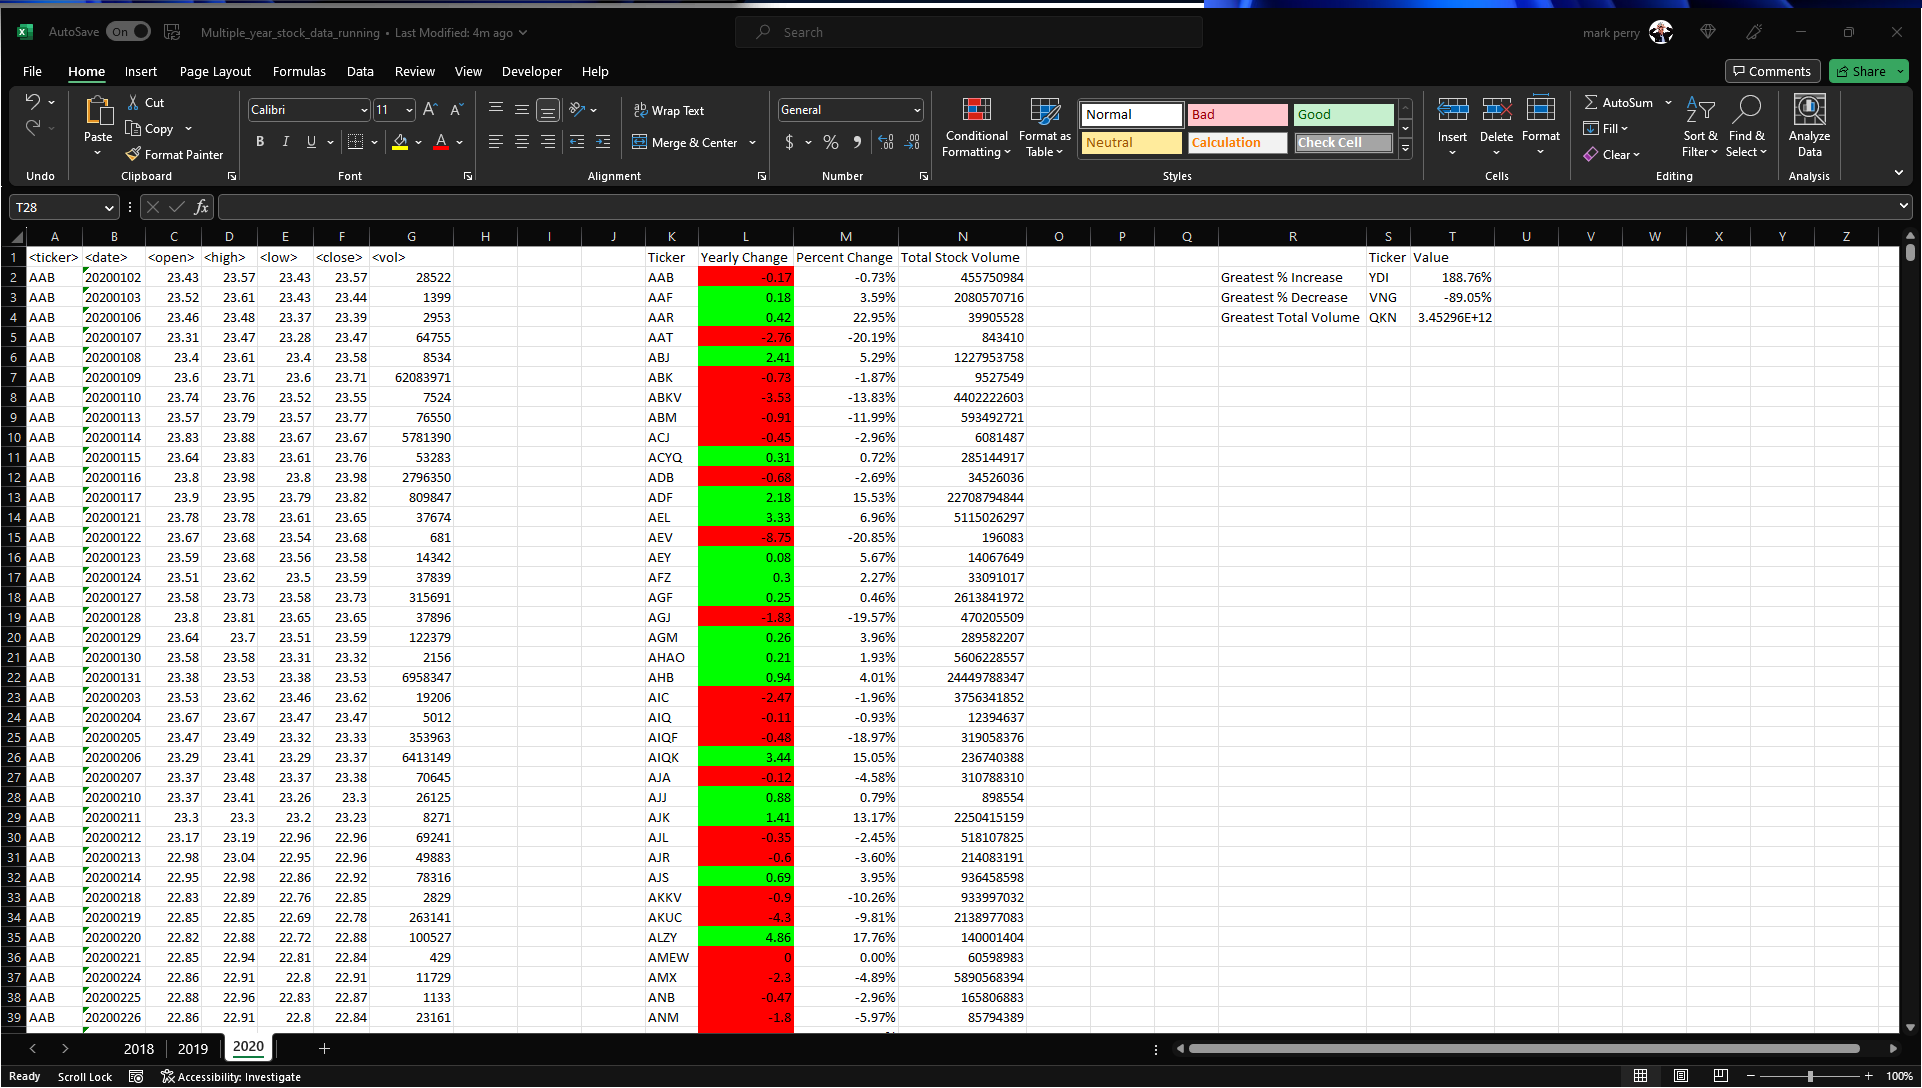 AutoSave On Multiple_year_stock_data_running • Last Modified: 4m ago Search mark perry
File Home Insert Page Layout Formulas Data Review View Developer Help Comments Share
Paste Cut Calibri 11 Wrap Text General Conditional Formatting Format as Table Normal Bad Good Insert Delete Format AutoSum Sort & Filter Find & Select Analyze Data
Copy B I U A Merge & Center $ % Neutral Calculation Check Cell Fill
Format Painter Clear
Undo Clipboard Font Alignment Number Styles Cells Editing Analysis
T28 fx
A B C D E F G H I J K L M N O P Q R S T U V W X Y Z
1 <ticker> <date> <open> <high> <low> <close> <vol> Ticker Yearly Change Percent Change Total Stock Volume Ticker Value
2 AAB 20200102 23.43 23.57 23.43 23.57 28522 AAB -0.17 -0.73% 455750984 Greatest % Increase YDI 188.76%
3 AAB 20200103 23.52 23.61 23.43 23.44 1399 AAF 0.18 3.59% 2080570716 Greatest % Decrease VNG -89.05%
4 AAB 20200106 23.46 23.48 23.37 23.39 2953 AAR 0.42 22.95% 39905528 Greatest Total Volume QKN 3.45296E+12
5 AAB 20200107 23.31 23.47 23.28 23.47 64755 AAT -2.76 -20.19% 843410
6 AAB 20200108 23.4 23.61 23.4 23.58 8534 ABJ 2.41 5.29% 1227953758
7 AAB 20200109 23.6 23.71 23.6 23.71 62083971 ABK -0.73 -1.87% 9527549
8 AAB 20200110 23.74 23.76 23.52 23.55 7524 ABKV -3.53 -13.83% 4402222603
9 AAB 20200113 23.57 23.79 23.57 23.77 76550 ABM -0.91 -11.99% 593492721
10 AAB 20200114 23.83 23.88 23.67 23.67 5781390 ACJ -0.45 -2.96% 6081487
11 AAB 20200115 23.64 23.83 23.61 23.76 53283 ACYQ 0.31 0.72% 285144917
12 AAB 20200116 23.8 23.98 23.8 23.98 2796350 ADB -0.68 -2.69% 34526036
13 AAB 20200117 23.9 23.95 23.79 23.82 809847 ADF 2.18 15.53% 22708794844
14 AAB 20200121 23.78 23.78 23.61 23.65 37674 AEL 3.33 6.96% 5115026297
15 AAB 20200122 23.67 23.68 23.54 23.68 681 AEV -8.75 -20.85% 196083
16 AAB 20200123 23.59 23.68 23.56 23.58 14342 AEY 0.08 5.67% 14067649
17 AAB 20200124 23.51 23.62 23.5 23.59 37839 AFZ 0.3 2.27% 33091017
18 AAB 20200127 23.58 23.73 23.58 23.73 315691 AGF 0.25 0.46% 2613841972
19 AAB 20200128 23.8 23.81 23.65 23.65 37896 AGJ -1.83 -19.57% 470205509
20 AAB 20200129 23.64 23.7 23.51 23.59 122379 AGM 0.26 3.96% 289582207
21 AAB 20200130 23.58 23.58 23.31 23.32 2156 AHAO 0.21 1.93% 5606228557
22 AAB 20200131 23.38 23.53 23.38 23.53 6958347 AHB 0.94 4.01% 24449788347
23 AAB 20200203 23.53 23.62 23.46 23.62 19206 AIC -2.47 -1.96% 3756341852
24 AAB 20200204 23.67 23.67 23.47 23.47 5012 AIQ -0.11 -0.93% 12394637
25 AAB 20200205 23.47 23.49 23.32 23.33 353963 AIQF -0.48 -18.97% 319058376
26 AAB 20200206 23.29 23.41 23.29 23.37 6413149 AIQK 3.44 15.05% 236740388
27 AAB 20200207 23.37 23.48 23.37 23.38 70645 AJA -0.12 -4.58% 310788310
28 AAB 20200210 23.37 23.41 23.26 23.3 26125 AJJ 0.88 0.79% 898554
29 AAB 20200211 23.3 23.3 23.2 23.23 8271 AJK 1.41 13.17% 2250415159
30 AAB 20200212 23.17 23.19 22.96 22.96 69241 AJL -0.35 -2.45% 518107825
31 AAB 20200213 22.98 23.04 22.95 22.96 49883 AJR -0.6 -3.60% 214083191
32 AAB 20200214 22.95 22.98 22.86 22.92 78316 AJS 0.69 3.95% 936458598
33 AAB 20200218 22.83 22.89 22.76 22.85 2829 AKKV -0.9 -10.26% 933997032
34 AAB 20200219 22.85 22.85 22.69 22.78 263141 AKUC -4.3 -9.81% 2138977083
35 AAB 20200220 22.82 22.88 22.72 22.88 100527 ALZY 4.86 17.76% 140001404
36 AAB 20200221 22.85 22.94 22.81 22.84 429 AMEW 0 0.00% 60598983
37 AAB 20200224 22.86 22.91 22.8 22.91 11729 AMX -2.3 -4.89% 5890568394
38 AAB 20200225 22.88 22.96 22.83 22.87 1133 ANB -0.47 -2.96% 165806883
39 AAB 20200226 22.86 22.91 22.8 22.84 23161 ANM -1.8 -5.97% 85794389
2018 2019 2020
Ready Scroll Lock Accessibility: Investigate 100%